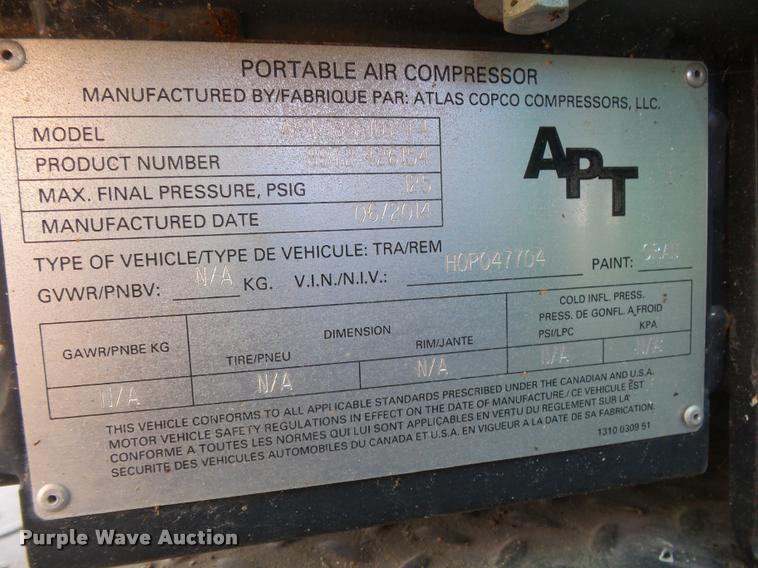 PORTABLE AIR COMPRESSOR
MANUFACTURED BY/FABRIQUE PAR: ATLAS COPCO COMPRESSORS, LLC.
MODEL
PRODUCT NUMBER
MAX. FINAL PRESSURE, PSIG 125
MANUFACTURED DATE 06/2014
APT
TYPE OF VEHICLE/TYPE DE VEHICULE: TRA/REM
GVWR/PNBV: N/A KG. V.I.N./N.I.V.: HOP047704 PAINT:
GAWR/PNBE KG DIMENSION COLD INFL. PRESS.
PRESS. DE GONFL. A FROID
TIRE/PNEU RIM/JANTE PSI/LPC KPA
N/A N/A N/A N/A N/A
THIS VEHICLE CONFORMS TO ALL APPLICABLE STANDARDS PRESCRIBED UNDER THE CANADIAN AND U.S.A.
MOTOR VEHICLE SAFETY REGULATIONS IN EFFECT ON THE DATE OF MANUFACTURE./ CE VEHICULE EST
CONFORME A TOUTES LES NORMES QUI LUI SONT APPLICABLES EN VERTU DU REGLEMENT SUR LA'
SECURITE DES VEHICULES AUTOMOBILES DU CANADA ET U.S.A. EN VIGUEUR A LA DATE DE SA FABRICATION.
1310 0309 51
Purple Wave Auction